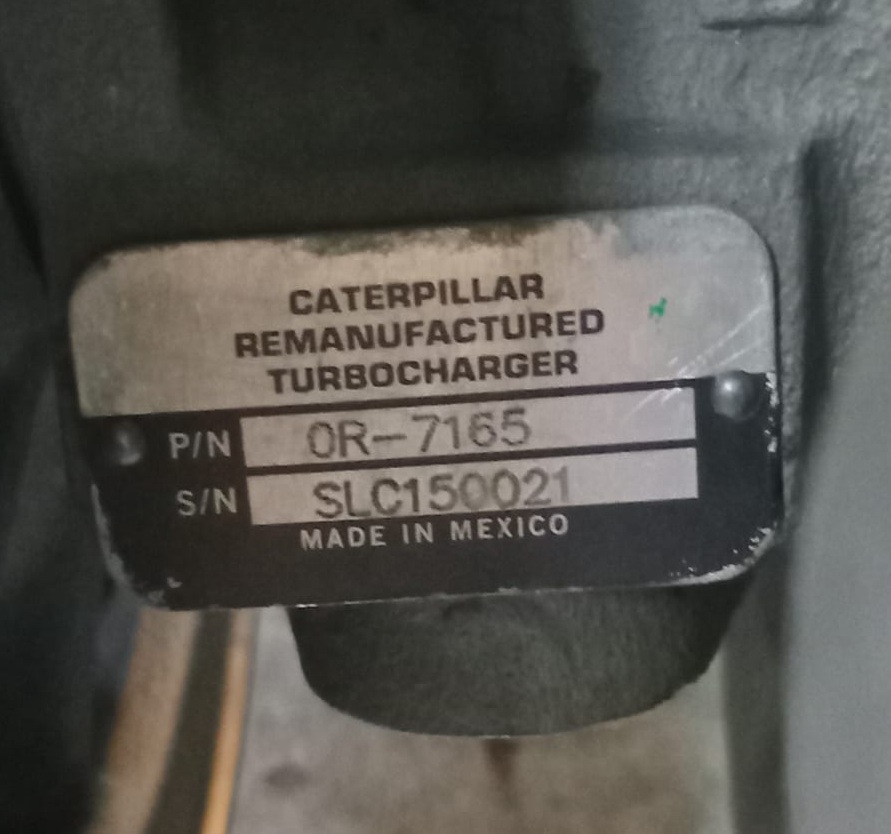 CATERPILLAR
REMANUFACTURED
TURBOCHARGER
P/N 0R-7165
S/N SLC150021
MADE IN MEXICO